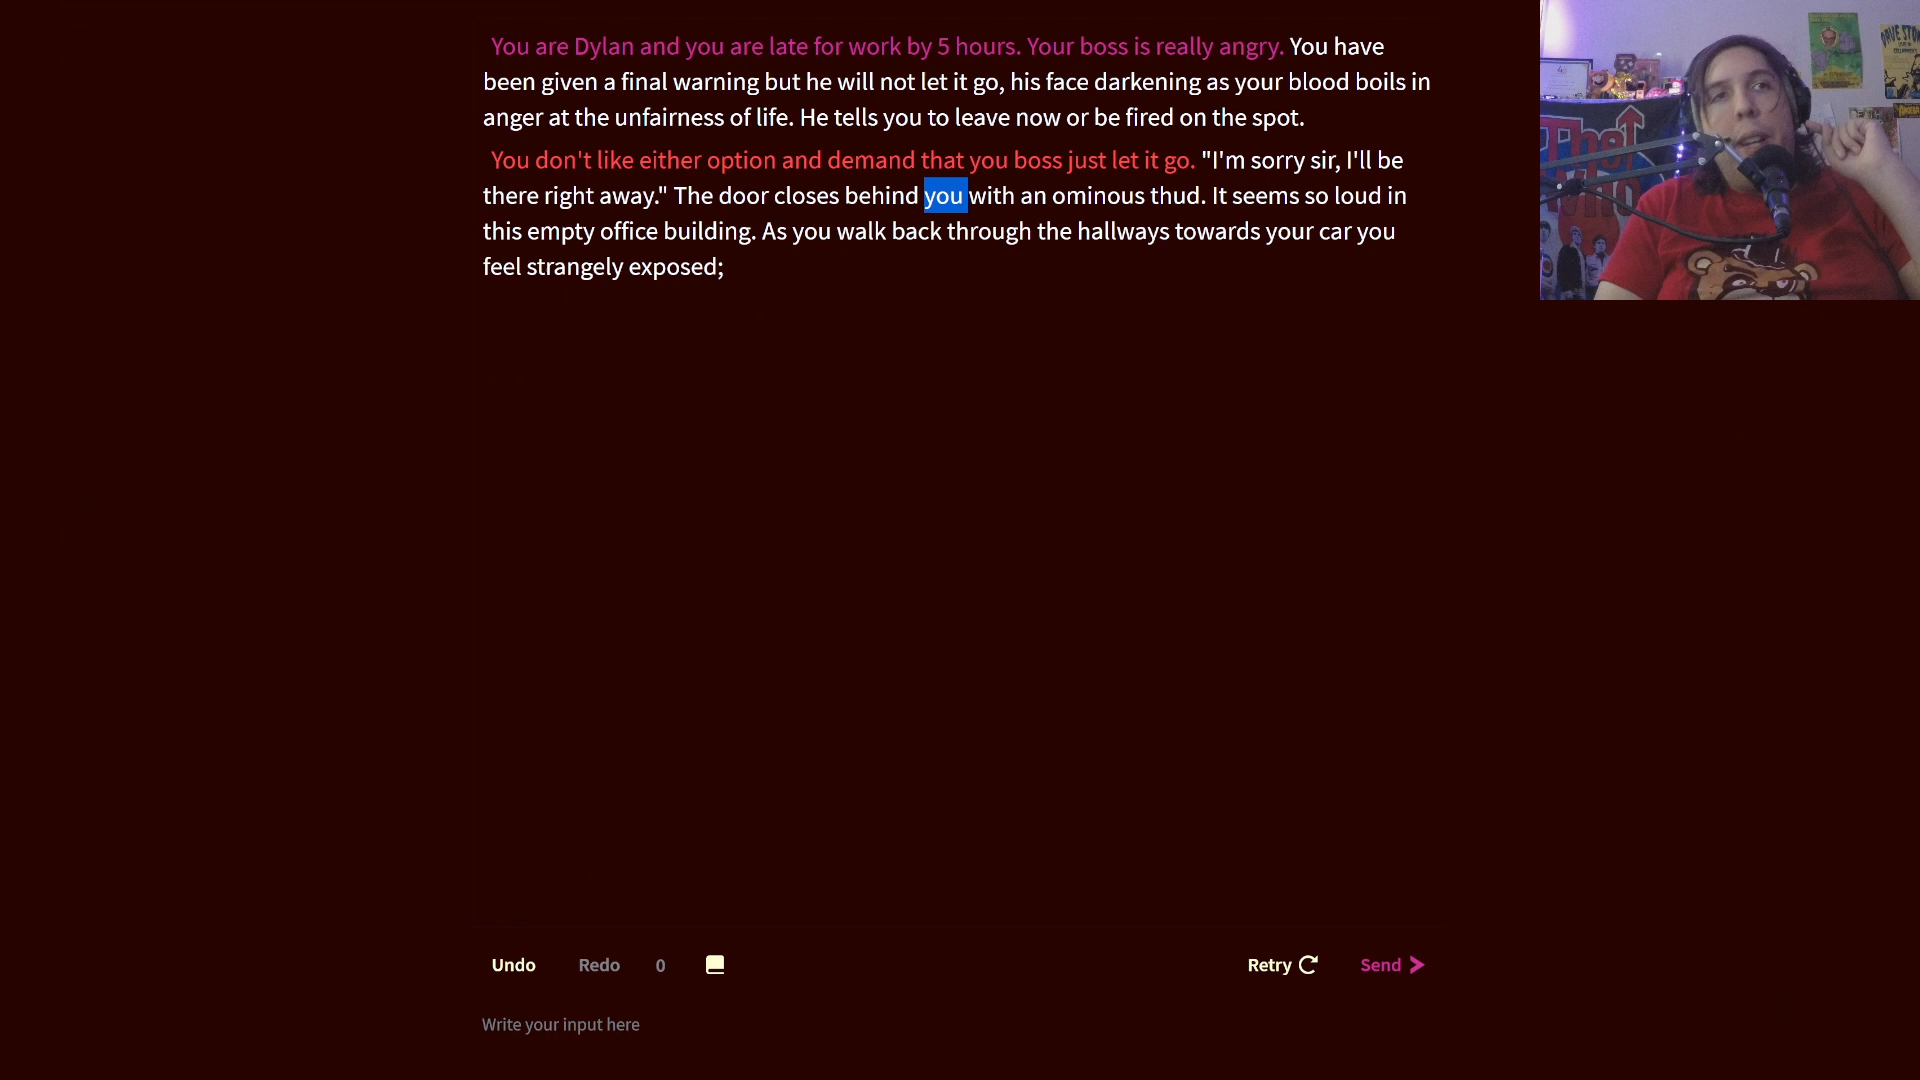 You are Dylan and you are late for work by 5 hours. Your boss is really angry. You have
been given a final warning but he will not let it go, his face darkening as your blood boils in
anger at the unfairness of life. He tells you to leave now or be fired on the spot.
You don't like either option and demand that you boss just let it go. "I'm sorry sir, I'll be
there right away." The door closes behind you with an ominous thud. It seems so loud in
this empty office building. As you walk back through the hallways towards your car you
feel strangely exposed;
Undo Redo 0 Retry Send
Write your input here